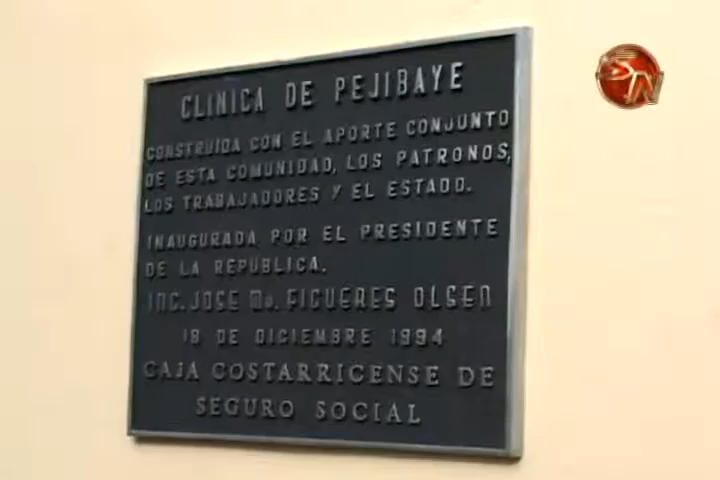 CLINICA DE PEJIBAYE
CONSTRUIDA CON EL APORTE CONJUNTO
DE ESTA COMUNIDAD, LOS PATRONOS,
LOS TRABAJADORES Y EL ESTADO.
INAUGURADA POR EL PRESIDENTE
DE LA REPUBLICA.
ING. JOSE Ma. FIGUERES OLSEN
18 DE DICIEMBRE 1994
CAJA COSTARRICENSE DE
SEGURO SOCIAL